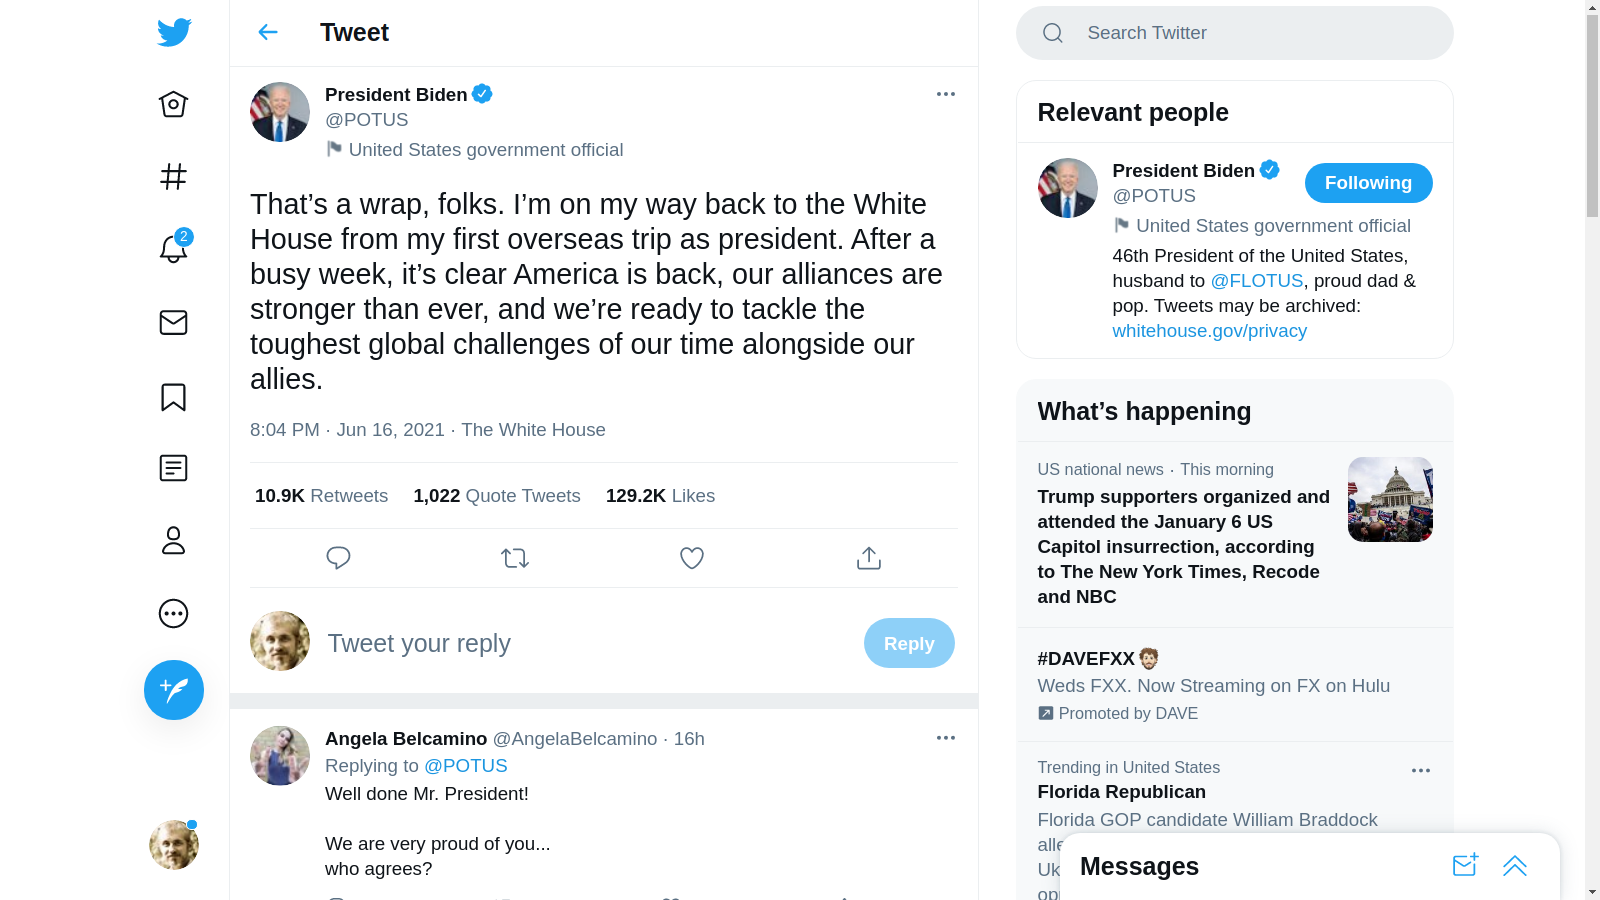 Tweet
President Biden
@POTUS
United States government official
That’s a wrap, folks. I’m on my way back to the White
House from my first overseas trip as president. After a
busy week, it’s clear America is back, our alliances are
stronger than ever, and we’re ready to tackle the
toughest global challenges of our time alongside our
allies.
8:04 PM · Jun 16, 2021 · The White House
10.9K Retweets 1,022 Quote Tweets 129.2K Likes
Tweet your reply
Reply
Angela Belcamino @AngelaBelcamino · 16h
Replying to @POTUS
Well done Mr. President!
We are very proud of you...
who agrees?
2
Search Twitter
Relevant people
President Biden
@POTUS
Following
United States government official
46th President of the United States,
husband to @FLOTUS, proud dad &
pop. Tweets may be archived:
whitehouse.gov/privacy
What’s happening
US national news · This morning
Trump supporters organized and
attended the January 6 US
Capitol insurrection, according
to The New York Times, Recode
and NBC
#DAVEFXX
Weds FXX. Now Streaming on FX on Hulu
Promoted by DAVE
Trending in United States
Florida Republican
Florida GOP candidate William Braddock
Messages